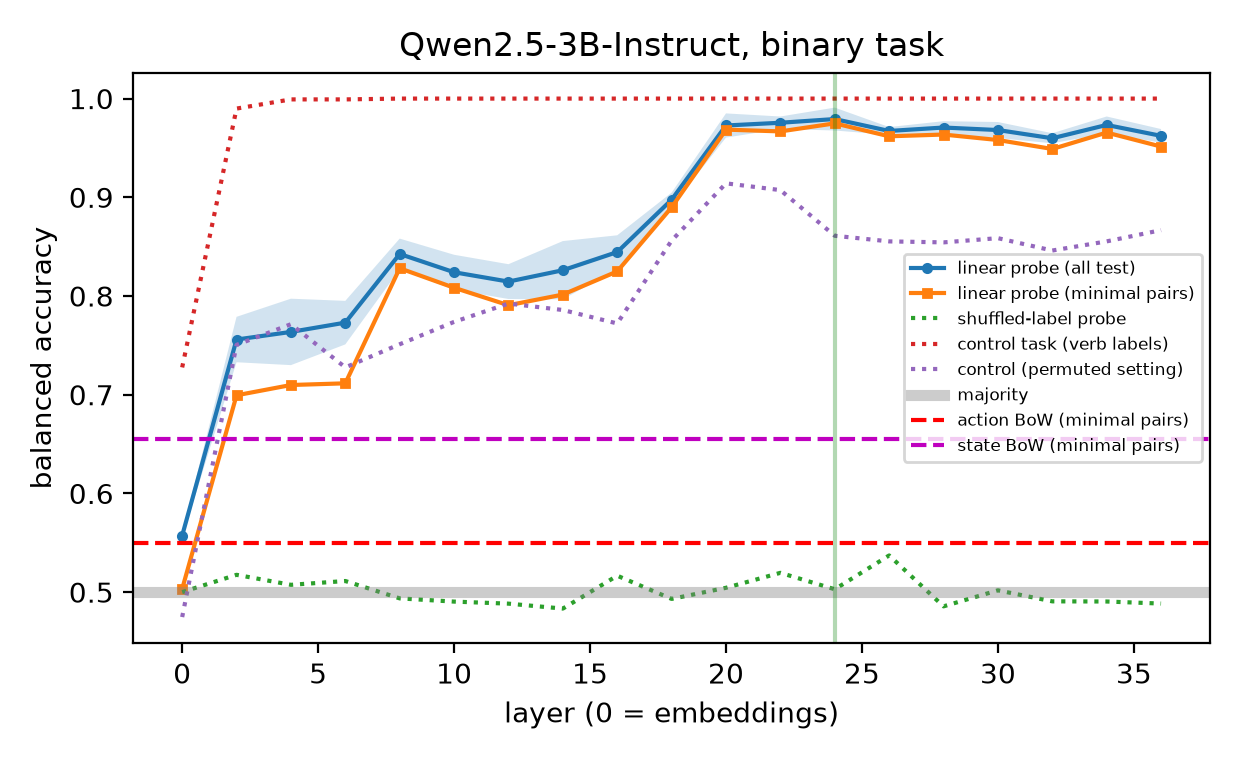 Qwen2.5-3B-Instruct, binary task
balanced accuracy
1.0
0.9
0.8
0.7
0.6
0.5
linear probe (all test)
linear probe (minimal pairs)
shuffled-label probe
control task (verb labels)
control (permuted setting)
majority
action BoW (minimal pairs)
state BoW (minimal pairs)
0 5 10 15 20 25 30 35
layer (0 = embeddings)